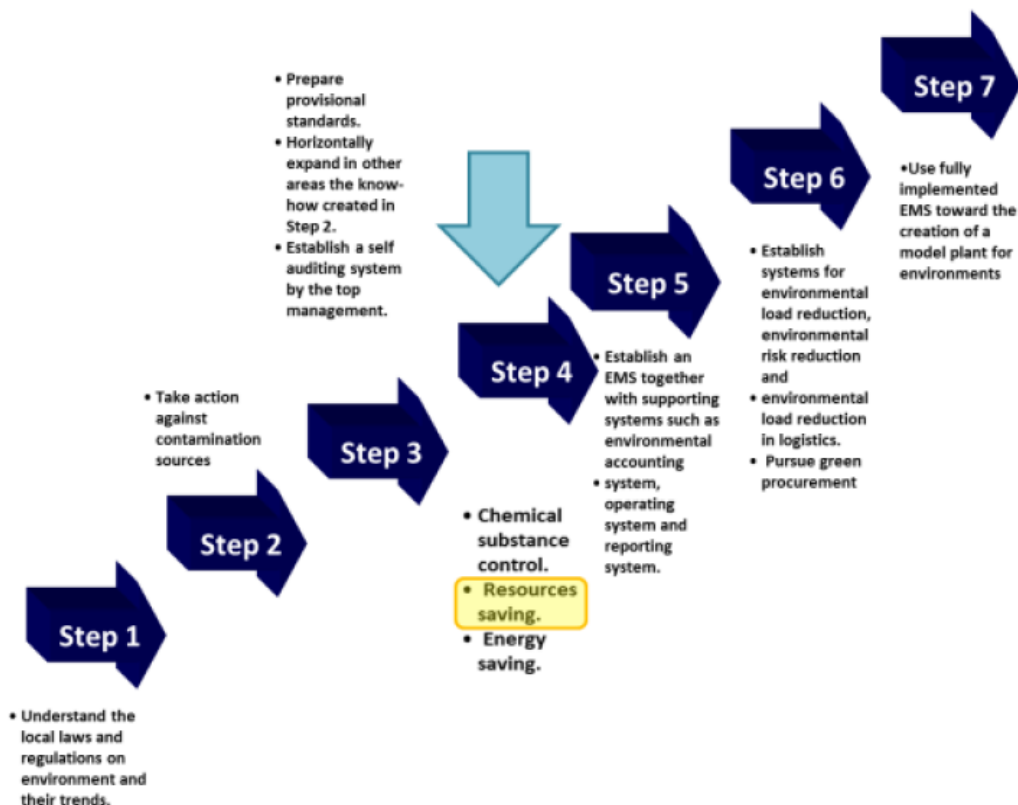 Step 1
• Understand the
local laws and
regulations on
environment and
their trends.
Step 2
• Take action
against
contamination
sources
Step 3
• Prepare
provisional
standards.
• Horizontally
expand in other
areas the know-
how created in
Step 2.
• Establish a self
auditing system
by the top
management.
Step 4
• Chemical
substance
control.
• Resources
saving.
• Energy
saving.
Step 5
• Establish an
EMS together
with supporting
systems such as
environmental
accounting
• system,
operating
system and
reporting
system.
Step 6
• Establish
systems for
environmental
load reduction,
environmental
risk reduction
and
• environmental
load reduction
in logistics.
• Pursue green
procurement
Step 7
•Use fully
implemented
EMS toward the
creation of a
model plant for
environments